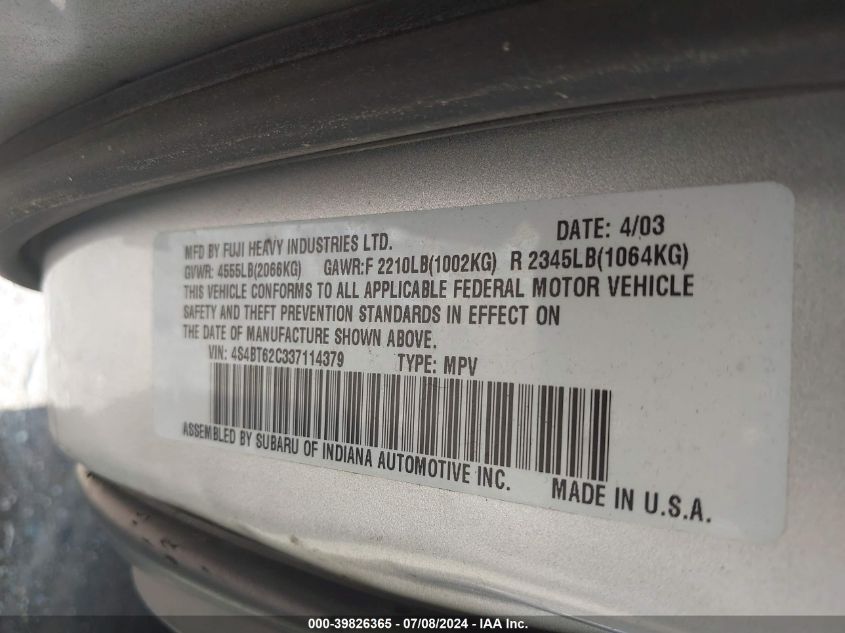 DATE: 4/03
MFD BY FUJI HEAVY INDUSTRIES LTD.
GVWR: 4555LB(2066KG) GAWR:F 2210LB(1002KG) R 2345LB(1064KG)
THIS VEHICLE CONFORMS TO ALL APPLICABLE FEDERAL MOTOR VEHICLE
SAFETY AND THEFT PREVENTION STANDARDS IN EFFECT ON
THE DATE OF MANUFACTURE SHOWN ABOVE.
VIN: 4S4BT62C337114379 TYPE: MPV
ASSEMBLED BY SUBARU OF INDIANA AUTOMOTIVE INC.
MADE IN U.S.A.
000-39826365 - 07/08/2024 - IAA Inc.